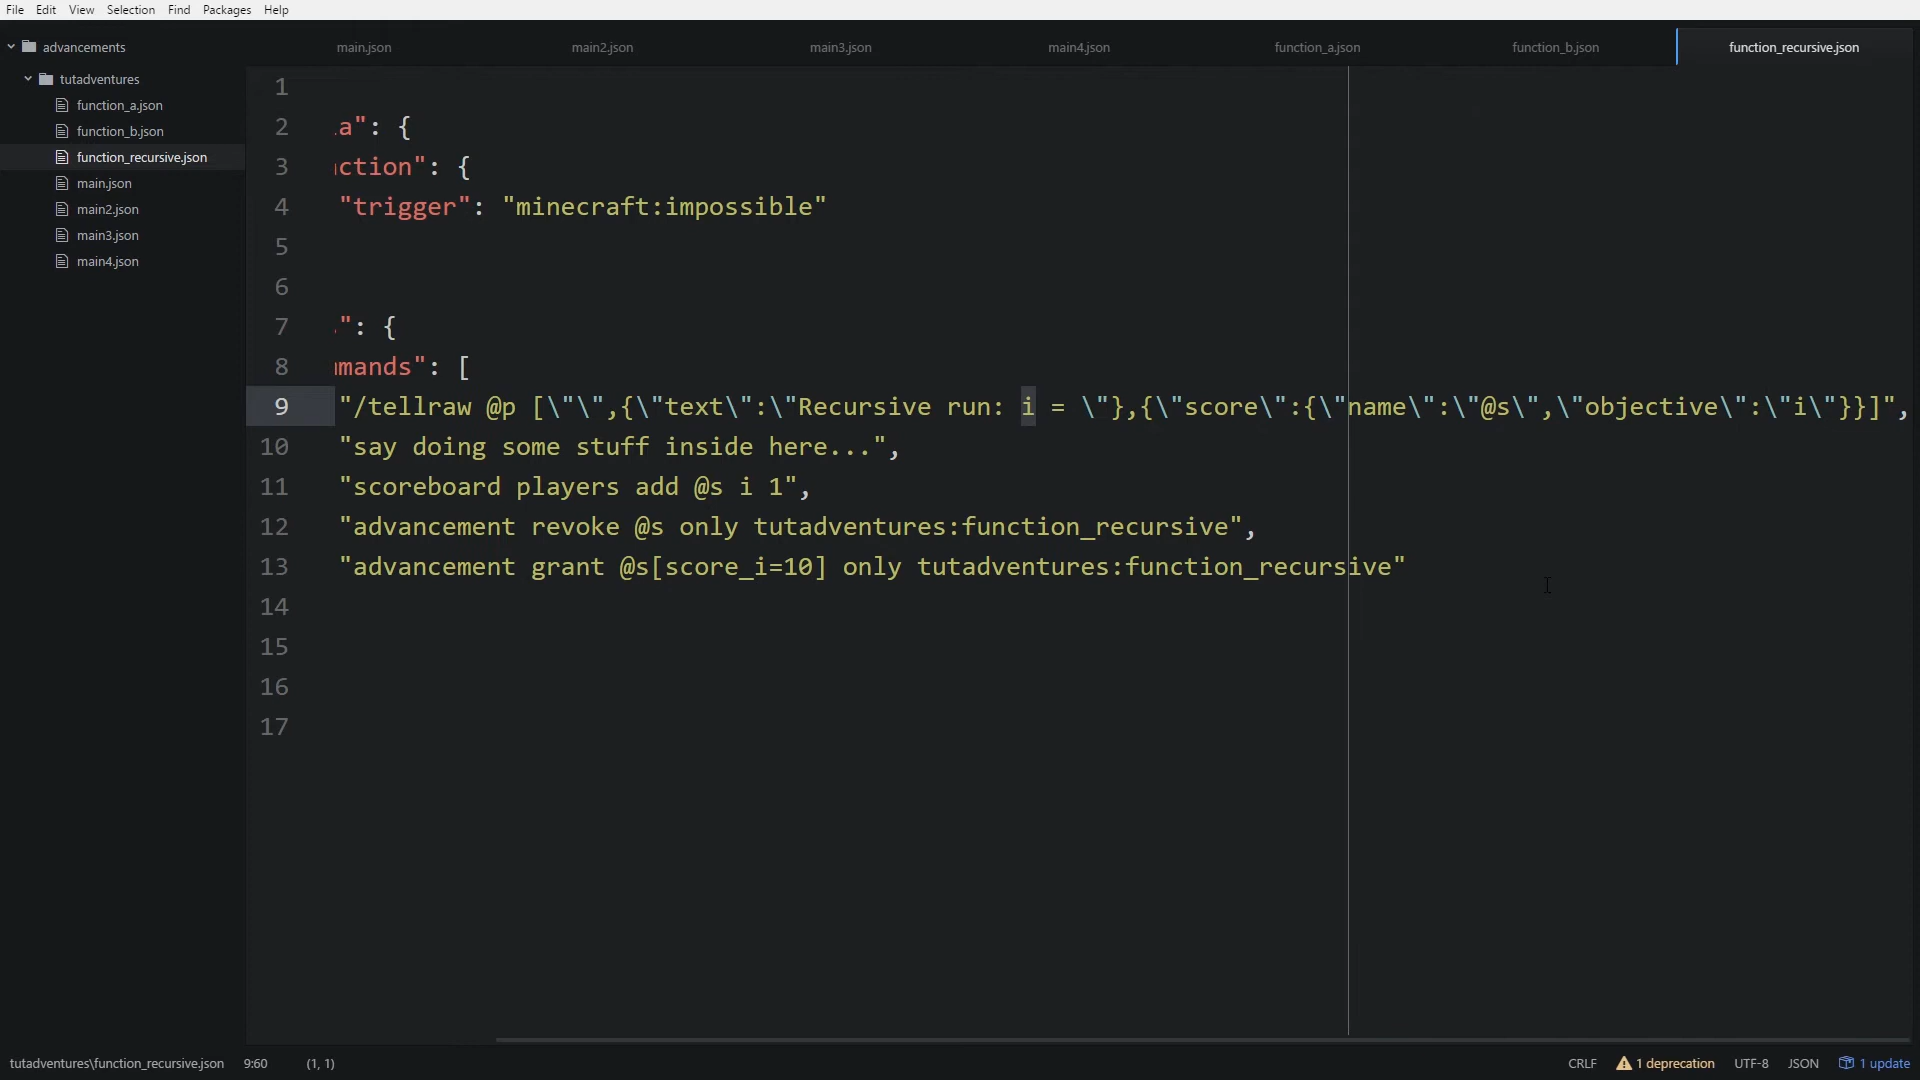 File Edit View Selection Find Packages Help
advancements
tutadventures
function_a.json
function_b.json
function_recursive.json
main.json
main2.json
main3.json
main4.json
main.json main2.json main3.json main4.json function_a.json function_b.json function_recursive.json
1
2 a": {
3 ction": {
4 "trigger": "minecraft:impossible"
5
6
7 ": {
8 mands": [
9 "/tellraw @p [\"\",{\"text\":\"Recursive run: i = \"},{\"score\":{\"name\":\"@s\",\"objective\":\"i\"}}]",
10 "say doing some stuff inside here...",
11 "scoreboard players add @s i 1",
12 "advancement revoke @s only tutadventures:function_recursive",
13 "advancement grant @s[score_i=10] only tutadventures:function_recursive"
14
15
16
17
tutadventures\function_recursive.json 9:60 (1, 1) CRLF 1 deprecation UTF-8 JSON 1 update